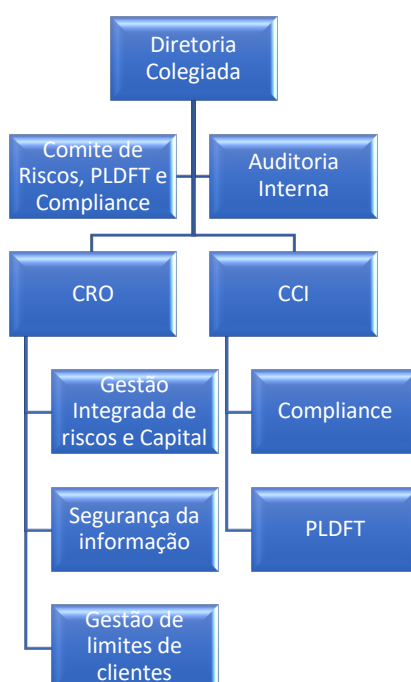 Diretoria
Colegiada
Comite de
Riscos, PLDFT e
Compliance
Auditoria
Interna
CRO
CCI
Gestão
Integrada de
riscos e Capital
Compliance
Segurança da
informação
PLDFT
Gestão de
limites de
clientes